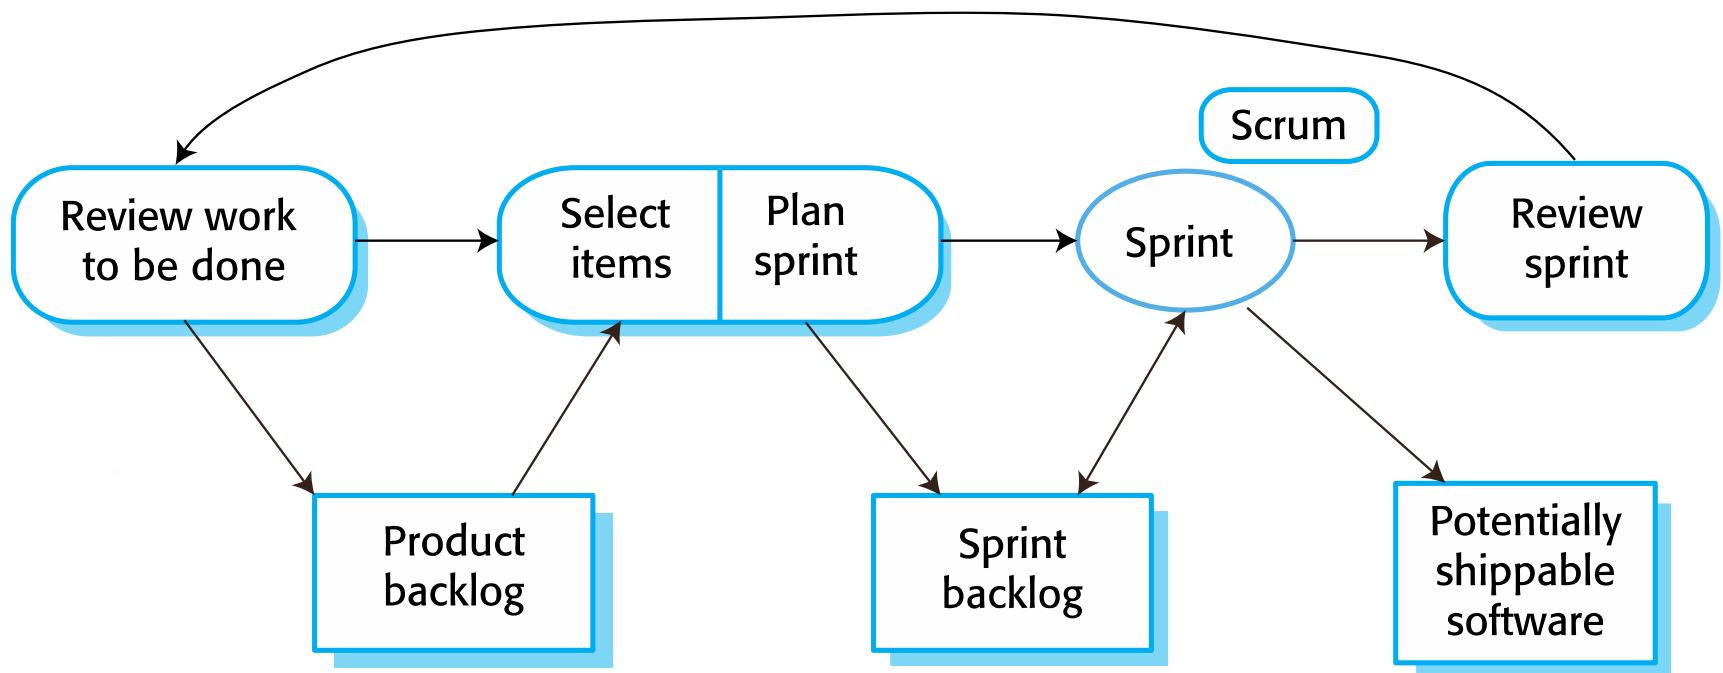 Scrum
Review work
to be done
Select
items
Plan
sprint
Sprint
Review
sprint
Product
backlog
Sprint
backlog
Potentially
shippable
software